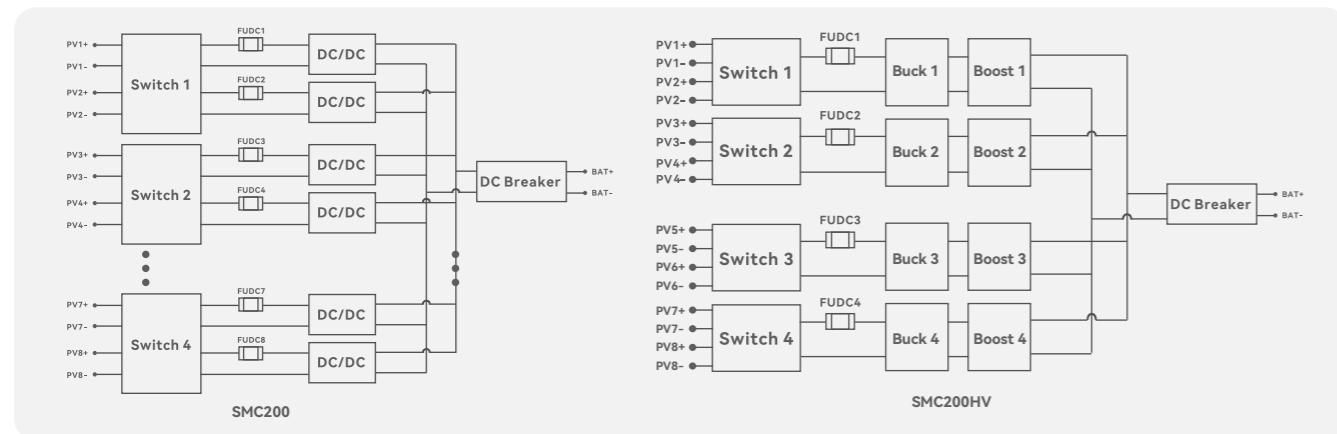 PV1+
PV1-
PV2+
PV2-
Switch 1
FUDC1
DC/DC
FUDC2
DC/DC
PV3+
PV3-
PV4+
PV4-
Switch 2
FUDC3
DC/DC
FUDC4
DC/DC
PV7+
PV7-
PV8+
PV8-
Switch 4
FUDC7
DC/DC
FUDC8
DC/DC
DC Breaker
BAT+
BAT-
SMC200
PV1+
PV1-
PV2+
PV2-
Switch 1
FUDC1
Buck 1
Boost 1
PV3+
PV3-
PV4+
PV4-
Switch 2
FUDC2
Buck 2
Boost 2
PV5+
PV5-
PV6+
PV6-
Switch 3
FUDC3
Buck 3
Boost 3
PV7+
PV7-
PV8+
PV8-
Switch 4
FUDC4
Buck 4
Boost 4
DC Breaker
BAT+
BAT-
SMC200HV